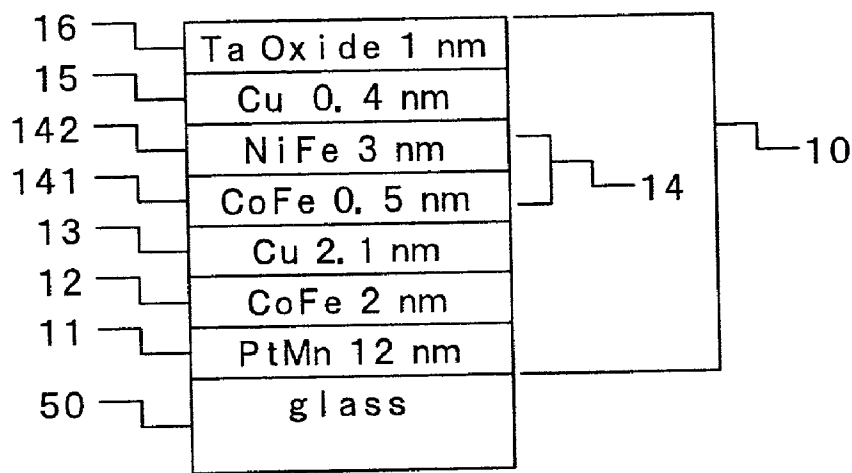 16 Ta Oxide 1 nm
15 Cu 0.4 nm
142 NiFe 3 nm 10
141 CoFe 0.5 nm 14
13 Cu 2.1 nm
12 CoFe 2 nm
11 PtMn 12 nm
50 glass